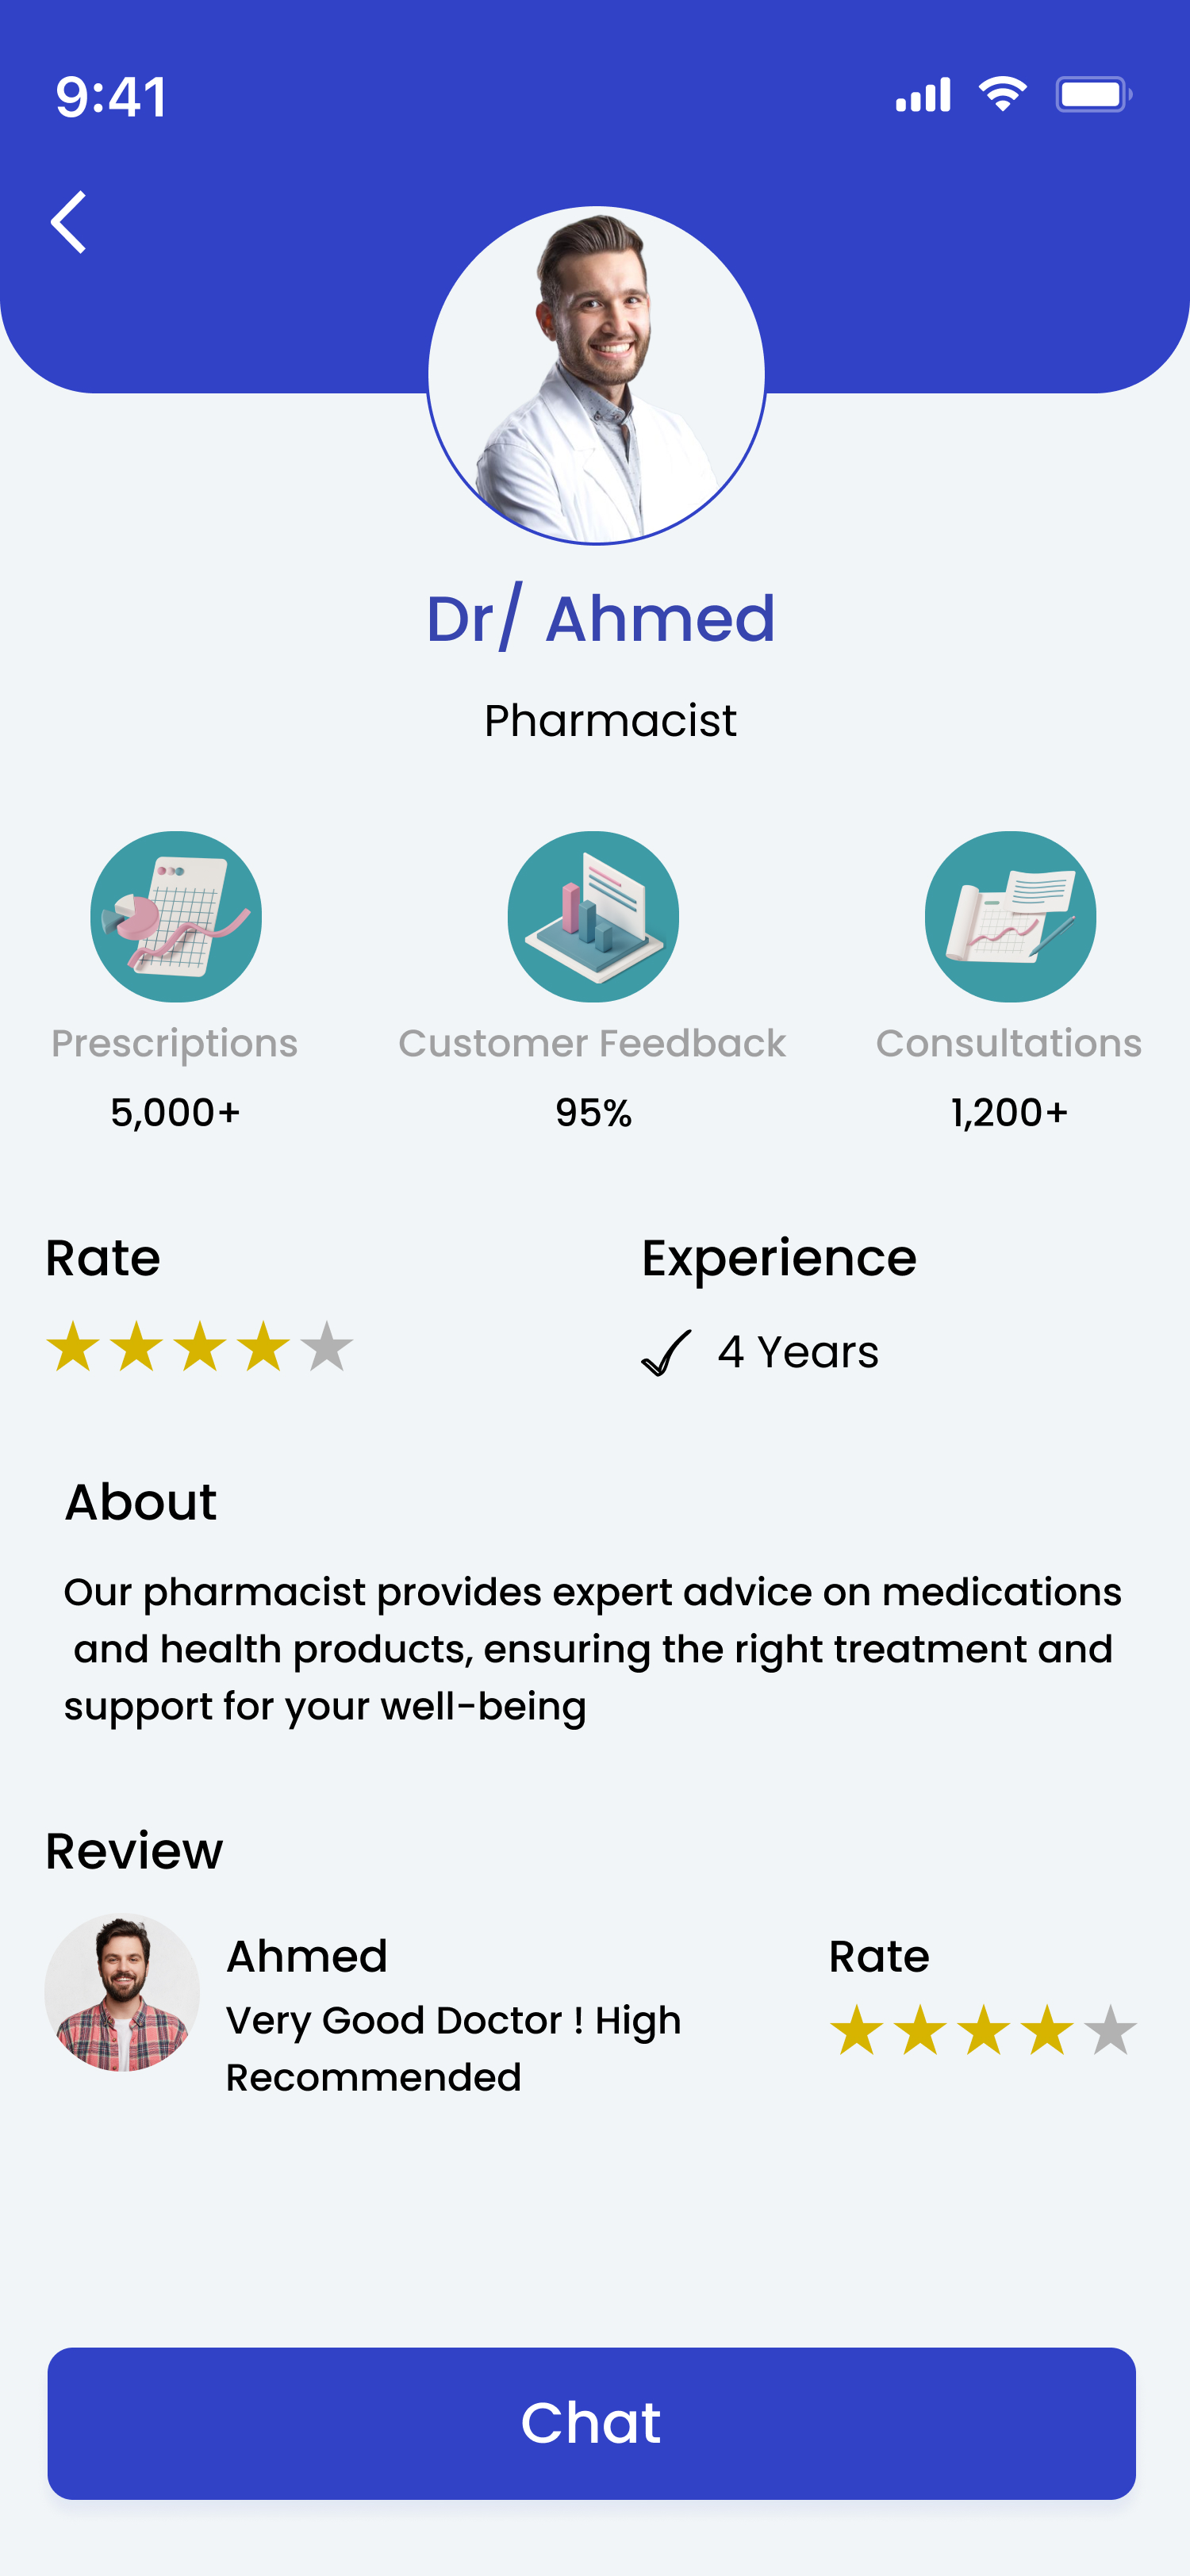 9:41
Dr/ Ahmed
Pharmacist
Prescriptions
5,000+
Customer Feedback
95%
Consultations
1,200+
Rate
Experience
4 Years
About
Our pharmacist provides expert advice on medications
and health products, ensuring the right treatment and
support for your well-being
Review
Ahmed
Very Good Doctor ! High
Recommended
Rate
Chat